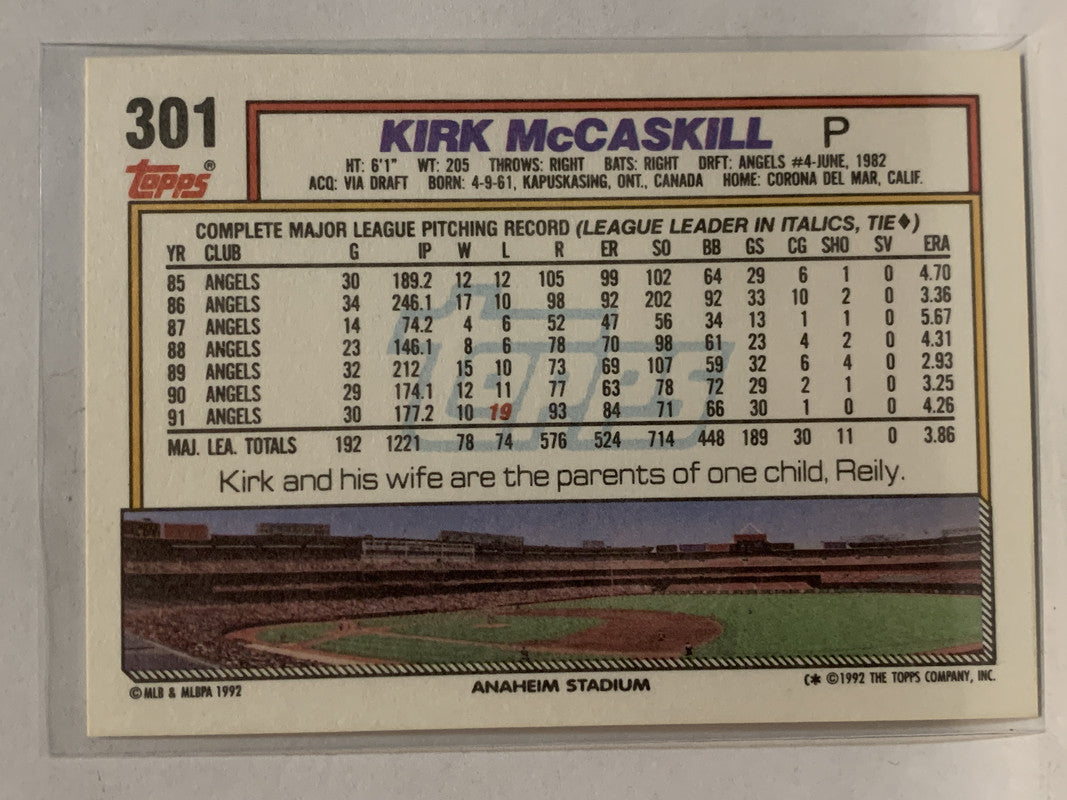 301
topps®
KIRK McCASKILL P
HT: 6'1" WT: 205 THROWS: RIGHT BATS: RIGHT DRFT: ANGELS #4-JUNE, 1982
ACQ: VIA DRAFT BORN: 4-9-61, KAPUSKASING, ONT., CANADA HOME: CORONA DEL MAR, CALIF.
COMPLETE MAJOR LEAGUE PITCHING RECORD (LEAGUE LEADER IN ITALICS, TIE♦)
YR CLUB G IP W L R ER SO BB GS CG SHO SV ERA
85 ANGELS 30 189.2 12 12 105 99 102 64 29 6 1 0 4.70
86 ANGELS 34 246.1 17 10 98 92 202 92 33 10 2 0 3.36
87 ANGELS 14 74.2 4 6 52 47 56 34 13 1 1 0 5.67
88 ANGELS 23 146.1 8 6 78 70 98 61 23 4 2 0 4.31
89 ANGELS 32 212 15 10 73 69 107 59 32 6 4 0 2.93
90 ANGELS 29 174.1 12 11 77 63 78 72 29 2 1 0 3.25
91 ANGELS 30 177.2 10 19 93 84 71 66 30 1 0 0 4.26
MAJ. LEA. TOTALS 192 1221 78 74 576 524 714 448 189 30 11 0 3.86
topps
Kirk and his wife are the parents of one child, Reily.
©MLB & MLBPA 1992
ANAHEIM STADIUM
(* ©1992 THE TOPPS COMPANY, INC.